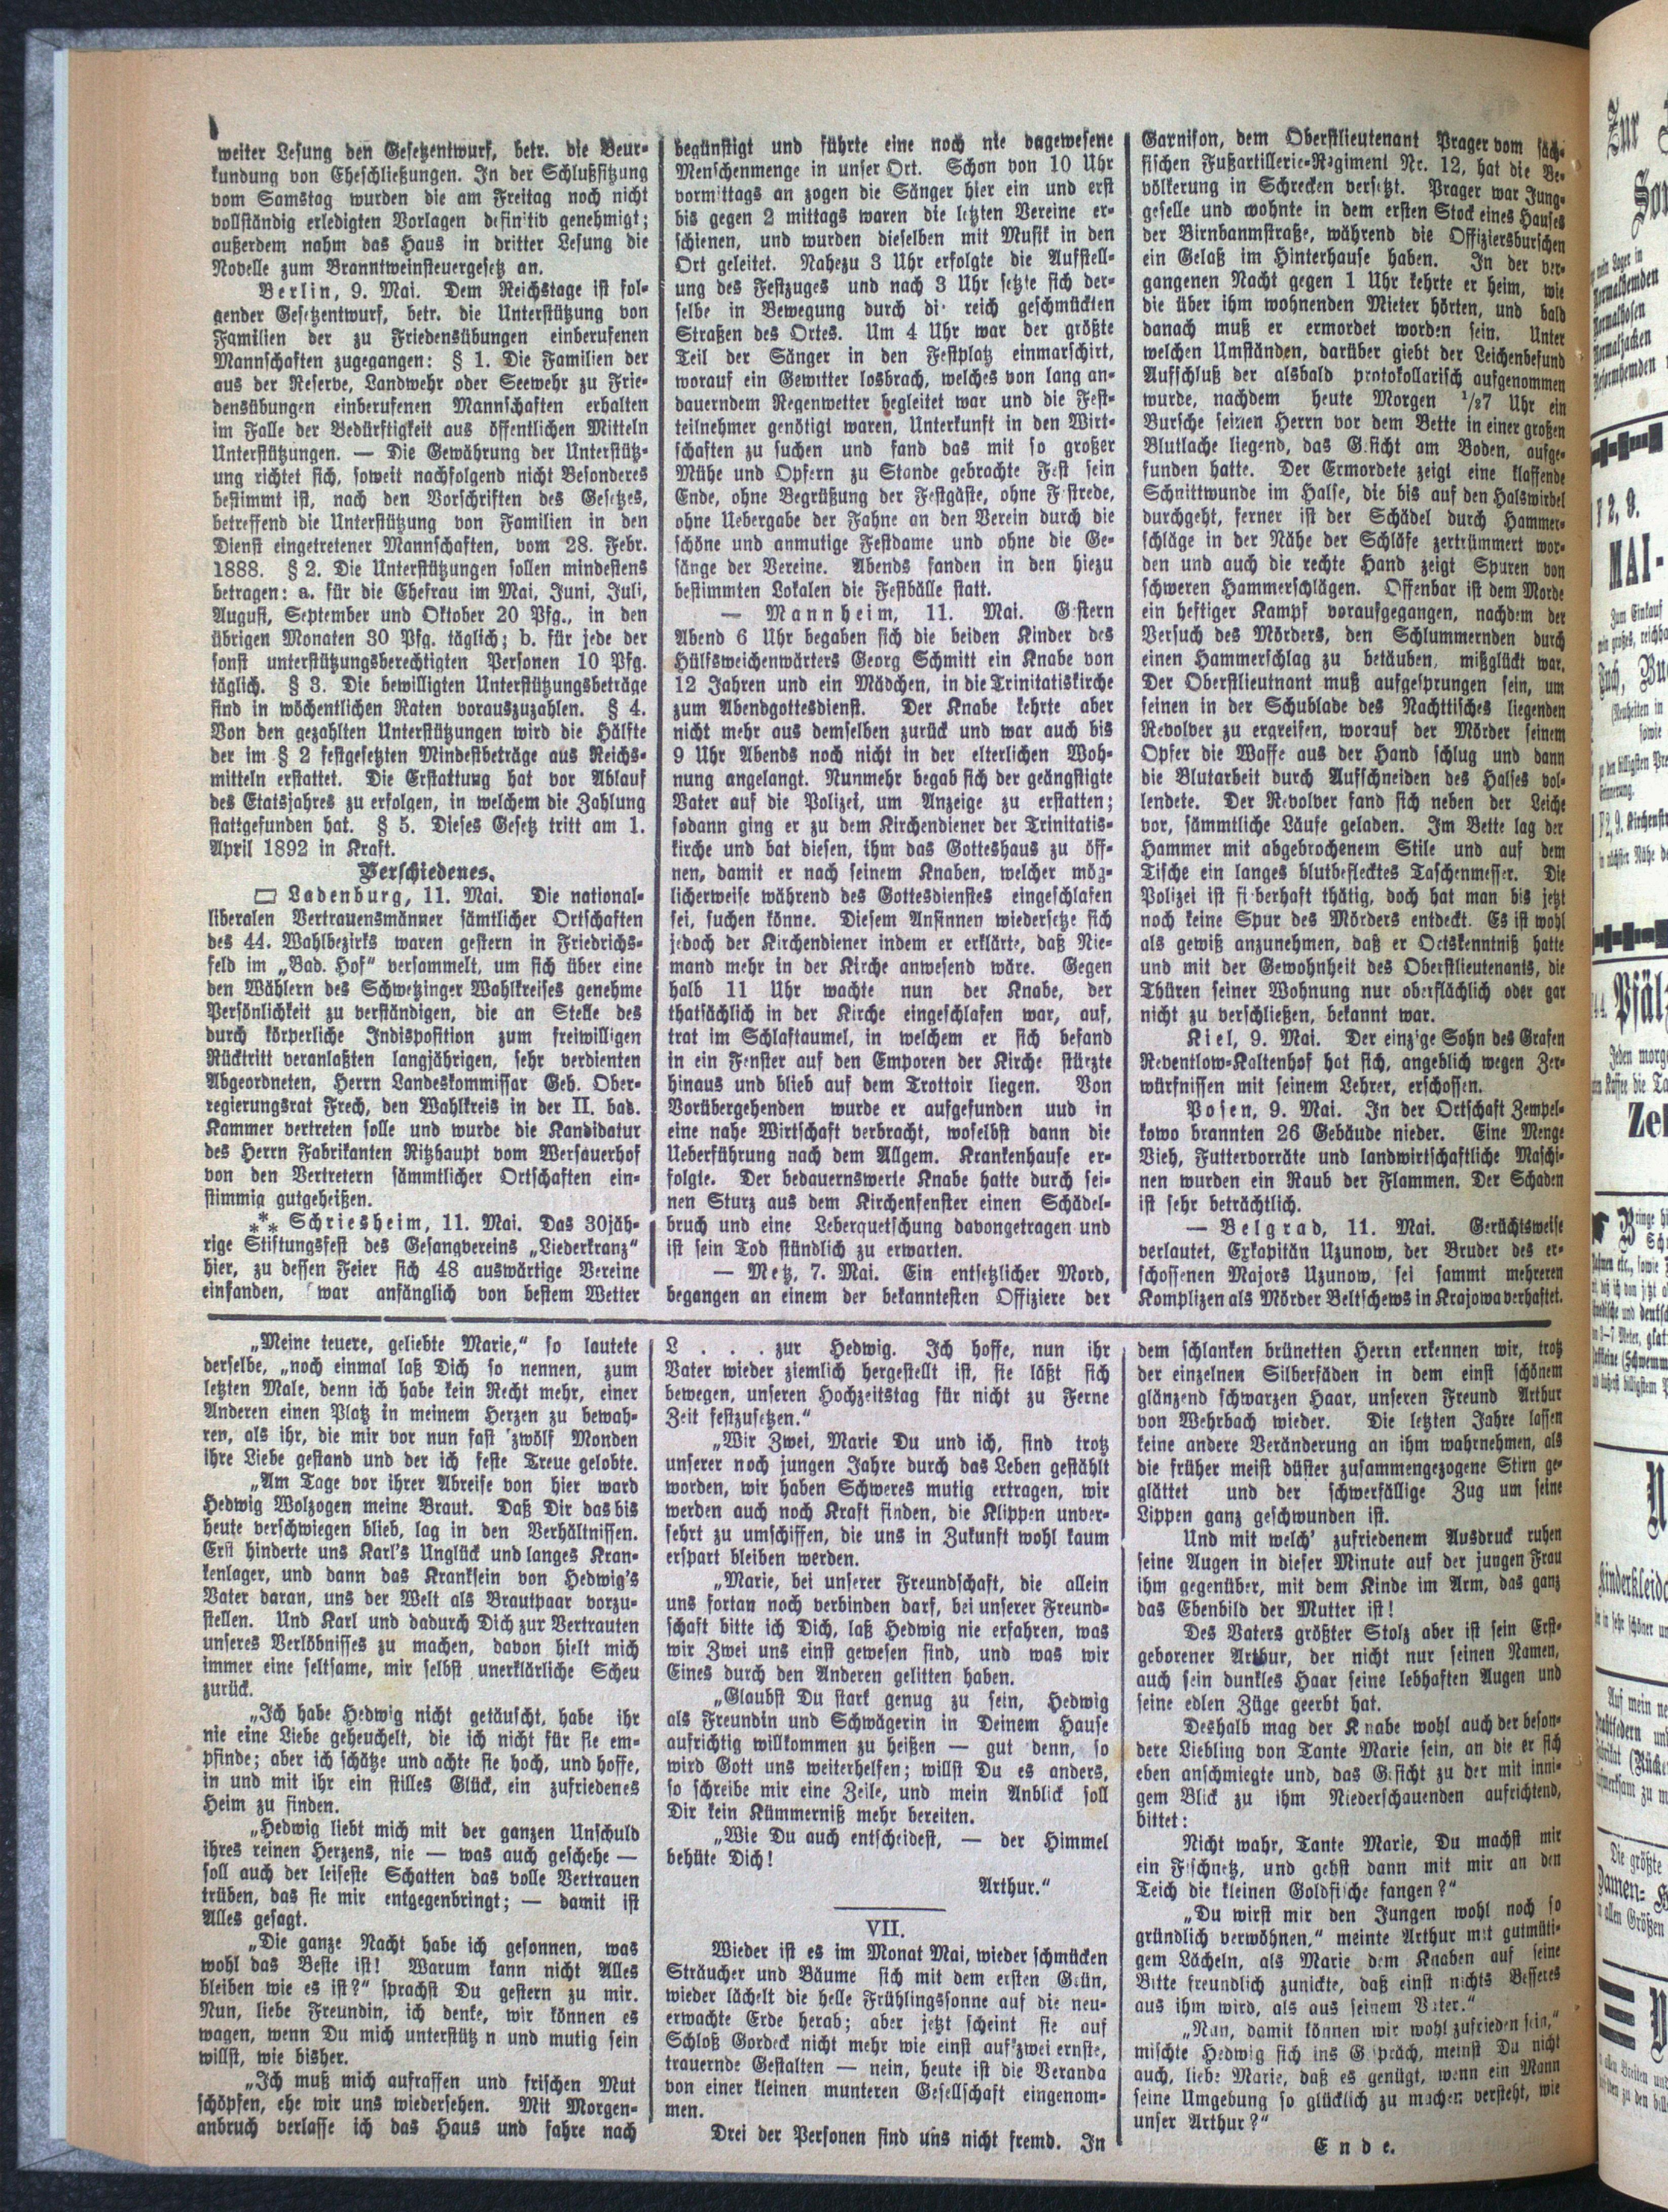 weiter Lesung den Gesetzentwurf, betr. die Beur-
kundung von Eheschließungen. In der Schlußsitzung
vom Samstag wurden die am Freitag noch nicht
vollständig erledigten Vorlagen definitiv genehmigt;
außerdem nahm das Haus in dritter Lesung die
Novelle zum Branntweinsteuergesetz an.
Berlin, 9. Mai. Dem Reichstage ist fol-
gender Gesetzentwurf, betr. die Unterstützung von
Familien der zu Friedensübungen einberufenen
Mannschaften zugegangen: § 1. Die Familien der
aus der Reserve, Landwehr oder Seewehr zu Frie-
densübungen einberufenen Mannschaften erhalten
im Falle der Bedürftigkeit aus öffentlichen Mitteln
Unterstützungen. — Die Gewährung der Unterstütz-
ung richtet sich, soweit nachfolgend nicht Besonderes
bestimmt ist, nach den Vorschriften des Gesetzes,
betreffend die Unterstützung von Familien in den
Dienst eingetretener Mannschaften, vom 28. Febr.
1888. § 2. Die Unterstützungen sollen mindestens
betragen: a. für die Ehefrau im Mai, Juni, Juli,
August, September und Oktober 20 Pfg., in den
übrigen Monaten 30 Pfg. täglich; b. für jede der
sonst unterstützungsberechtigten Personen 10 Pfg.
täglich. § 3. Die bewilligten Unterstützungsbeträge
sind in wöchentlichen Raten vorauszuzahlen. § 4.
Von den gezahlten Unterstützungen wird die Hälfte
der im § 2 festgesetzten Mindestbeträge aus Reichs-
mitteln erstattet. Die Erstattung hat vor Ablauf
des Etatsjahres zu erfolgen, in welchem die Zahlung
stattgefunden hat. § 5. Dieses Gesetz tritt am 1.
April 1892 in Kraft.
Verschiedenes.
Ladenburg, 11. Mai. Die national-
liberalen Vertrauensmänner sämtlicher Ortschaften
des 44. Wahlbezirks waren gestern in Friedrichs-
feld im „Bad. Hof" versammelt, um sich über eine
den Wählern des Schwetzinger Wahlkreises genehme
Persönlichkeit zu verständigen, die an Stelle des
durch körperliche Indisposition zum freiwilligen
Rücktritt veranlaßten langjährigen, sehr verdienten
Abgeordneten, Herrn Landeskommissar Geh. Ober-
regierungsrat Frech, den Wahlkreis in der II. bad.
Kammer vertreten solle und wurde die Kandidatur
des Herrn Fabrikanten Ritzhaupt vom Wersauerhof
von den Vertretern sämmtlicher Ortschaften ein-
stimmig gutgeheißen.
*** Schriesheim, 11. Mai. Das 30jäh-
rige Stiftungsfest des Gesangvereins „Liederkranz"
hier, zu dessen Feier sich 48 auswärtige Vereine
einfanden, war anfänglich von bestem Wetter
begünstigt und führte eine noch nie dagewesene
Menschenmenge in unser Ort. Schon von 10 Uhr
vormittags an zogen die Sänger hier ein und erst
bis gegen 2 mittags waren die letzten Vereine er-
schienen, und wurden dieselben mit Musik in den
Ort geleitet. Nahezu 3 Uhr erfolgte die Aufstell-
ung des Festzuges und nach 3 Uhr setzte sich der-
selbe in Bewegung durch di· reich geschmückten
Straßen des Ortes. Um 4 Uhr war der größte
Teil der Sänger in den Festplatz einmarschirt,
worauf ein Gewitter losbrach, welches von lang an-
dauerndem Regenwetter begleitet war und die Fest-
teilnehmer genötigt waren, Unterkunft in den Wirt-
schaften zu suchen und fand das mit so großer
Mühe und Opfern zu Stande gebrachte Fest sein
Ende, ohne Begrüßung der Festgäste, ohne F·strede,
ohne Uebergabe der Fahne an den Verein durch die
schöne und anmutige Festdame und ohne die Ge-
sänge der Vereine. Abends fanden in den hiezu
bestimmten Lokalen die Festbälle statt.
— Mannheim, 11. Mai. Gestern
Abend 6 Uhr begaben sich die beiden Kinder des
Hülfsweichenwärters Georg Schmitt ein Knabe von
12 Jahren und ein Mädchen, in die Trinitatiskirche
zum Abendgottesdienst. Der Knabe kehrte aber
nicht mehr aus demselben zurück und war auch bis
9 Uhr Abends noch nicht in der elterlichen Woh-
nung angelangt. Nunmehr begab sich der geängstigte
Vater auf die Polizei, um Anzeige zu erstatten;
sodann ging er zu dem Kirchendiener der Trinitatis-
kirche und bat diesen, ihm das Gotteshaus zu öff-
nen, damit er nach seinem Knaben, welcher mög-
licherweise während des Gottesdienstes eingeschlafen
sei, suchen könne. Diesem Ansinnen wiedersetze sich
jedoch der Kirchendiener indem er erklärte, daß Nie-
mand mehr in der Kirche anwesend wäre. Gegen
halb 11 Uhr wachte nun der Knabe, der
thatsächlich in der Kirche eingeschlafen war, auf,
trat im Schlaftaumel, in welchem er sich befand
in ein Fenster auf den Emporen der Kirche stürzte
hinaus und blieb auf dem Trottoir liegen. Von
Vorübergehenden wurde er aufgefunden uud in
eine nahe Wirtschaft verbracht, woselbst dann die
Ueberführung nach dem Allgem. Krankenhause er-
folgte. Der bedauernswerte Knabe hatte durch sei-
nen Sturz aus dem Kirchenfenster einen Schädel-
bruch und eine Leberquetschung davongetragen und
ist sein Tod stündlich zu erwarten.
— Metz, 7. Mai. Ein entsetzlicher Mord,
begangen an einem der bekanntesten Offiziere der
Garnison, dem Oberstlieutenant Prager vom säch-
fischen Fußartillerie-Regiment Nr. 12, hat die Be-
völkerung in Schrecken versetzt. Prager war Jung-
geselle und wohnte in dem ersten Stock eines Hauses
der Birnbanmstraße, während die Offiziersburschen
ein Gelaß im Hinterhause haben. In der ver-
gangenen Nacht gegen 1 Uhr kehrte er heim, wie
die über ihm wohnenden Mieter hörten, und bald
danach muß er ermordet worden sein. Unter
welchen Umständen, darüber giebt der Leichenbefund
Aufschluß der alsbald protokollarisch aufgenommen
wurde, nachdem heute Morgen ½7 Uhr ein
Bursche seinen Herrn vor dem Bette in einer großen
Blutlache liegend, das Gesicht am Boden, aufge-
funden hatte. Der Ermordete zeigt eine klaffende
Schnittwunde im Halse, die bis auf den Halswirbel
durchgeht, ferner ist der Schädel durch Hammer-
schläge in der Nähe der Schläfe zertrümmert wor-
den und auch die rechte Hand zeigt Spuren von
schweren Hammerschlägen. Offenbar ist dem Morde
ein heftiger Kampf voraufgegangen, nachdem der
Versuch des Mörders, den Schlummernden durch
einen Hammerschlag zu betäuben, mißglückt war.
Der Oberstlieutnant muß aufgesprungen sein, um
seinen in der Schublade des Nachttisches liegenden
Revolver zu ergreifen, worauf der Mörder seinem
Opfer die Waffe aus der Hand schlug und dann
die Blutarbeit durch Aufschneiden des Halses vol-
lendete. Der Revolver fand sich neben der Leiche
vor, sämmtliche Läufe geladen. Im Bette lag der
Hammer mit abgebrochenem Stile und auf dem
Tische ein langes blutbeflecktes Taschenmesser. Die
Polizei ist fi·berhaft thätig, doch hat man bis jetzt
noch keine Spur des Mörders entdeckt. Es ist wohl
als gewiß anzunehmen, daß er Octskenntniß hatte
und mit der Gewohnheit des Oberstlieutenants, die
Thüren seiner Wohnung nur oberflächlich oder gar
nicht zu verschließen, bekannt war.
Kiel, 9. Mai. Der einzige Sohn des Grafen
Reventlow-Kaltenhof hat sich, angeblich wegen Zer-
würfnissen mit seinem Lehrer, erschossen.
Posen, 9. Mai. In der Ortschaft Zempel-
kowo brannten 26 Gebäude nieder. Eine Menge
Vieh, Futtervorräte und landwirtschaftliche Maschi-
nen wurden ein Raub der Flammen. Der Schaden
ist sehr beträchtlich.
— Belgrad, 11. Mai. Gerüchtsweise
verlautet, Exkapitän Uzunow, der Bruder des er-
schossenen Majors Uzunow, sei sammt mehreren
Komplizen als Mörder Beltschews in Krajowa verhaftet.
„Meine teuere, geliebte Marie," so lautete
derselbe, „noch einmal laß Dich so nennen, zum
letzten Male, denn ich habe kein Recht mehr, einer
Anderen einen Platz in meinem Herzen zu bewah-
ren, als ihr, die mir vor nun fast zwölf Monden
ihre Liebe gestand und der ich feste Treue gelobte.
„Am Tage vor ihrer Abreise von hier ward
Hedwig Wolzogen meine Braut. Daß Dir das bis
heute verschwiegen blieb, lag in den Verhältnissen.
Erst hinderte uns Karl's Unglück und langes Kran-
kenlager, und dann das Kranksein von Hedwig's
Vater daran, uns der Welt als Brautpaar vorzu-
stellen. Und Karl und dadurch Dich zur Vertrauten
unseres Verlöbnisses zu machen, davon hielt mich
immer eine seltsame, mir selbst unerklärliche Scheu
zurück.
„Ich habe Hedwig nicht getäuscht, habe ihr
nie eine Liebe geheuchelt, die ich nicht für sie em-
pfinde; aber ich schätze und achte sie hoch, und hoffe,
in und mit ihr ein stilles Glück, ein zufriedenes
Heim zu finden.
„Hedwig liebt mich mit der ganzen Unschuld
ihres reinen Herzens, nie — was auch geschehe —
soll auch der leiseste Schatten das volle Vertrauen
trüben, das sie mir entgegenbringt; — damit ist
Alles gesagt.
„Die ganze Nacht habe ich gesonnen, was
wohl das Beste ist! Warum kann nicht Alles
bleiben wie es ist?" sprachst Du gestern zu mir.
Nun, liebe Freundin, ich denke, wir können es
wagen, wenn Du mich unterstütz n und mutig sein
willst, wie bisher.
„Ich muß mich aufraffen und frischen Mut
schöpfen, ehe wir uns wiedersehen. Mit Morgen-
anbruch verlasse ich das Haus und fahre nach
L . . . zur Hedwig. Ich hoffe, nun ihr
Vater wieder ziemlich hergestellt ist, sie läßt sich
bewegen, unseren Hochzeitstag für nicht zu Ferne
Zeit festzusetzen."
„Wir Zwei, Marie Du und ich, sind trotz
unserer noch jungen Jahre durch das Leben gestählt
worden, wir haben Schweres mutig ertragen, wir
werden auch noch Kraft finden, die Klippen unver-
sehrt zu umschiffen, die uns in Zukunft wohl kaum
erspart bleiben werden.
„Marie, bei unserer Freundschaft, die allein
uns fortan noch verbinden darf, bei unserer Freund-
schaft bitte ich Dich, laß Hedwig nie erfahren, was
wir Zwei uns einst gewesen sind, und was wir
Eines durch den Anderen gelitten haben.
„Glaubst Du stark genug zu sein, Hedwig
als Freundin und Schwägerin in Deinem Hause
aufrichtig willkommen zu heißen — gut denn, so
wird Gott uns weiterhelfen; willst Du es anders,
so schreibe mir eine Zeile, und mein Anblick soll
Dir kein Kümmerniß mehr bereiten.
„Wie Du auch entscheidest, — der Himmel
behüte Dich!
Arthur."
VII.
Wieder ist es im Monat Mai, wieder schmücken
Sträucher und Bäume sich mit dem ersten Grün,
wieder lächelt die helle Frühlingssonne auf die neu-
erwachte Erde herab; aber jetzt scheint sie auf
Schloß Gordeck nicht mehr wie einst auf zwei ernste,
trauernde Gestalten — nein, heute ist die Veranda
von einer kleinen munteren Gesellschaft eingenom-
men.
Drei der Personen sind uns nicht fremd. In
dem schlanken brünetten Herrn erkennen wir, trotz
der einzelnen Silberfäden in dem einst schönem
glänzend schwarzen Haar, unseren Freund Arthur
von Wehrbach wieder. Die letzten Jahre lassen
keine andere Veränderung an ihm wahrnehmen, als
die früher meist düster zusammengezogene Stirn ge-
glättet und der schwerfällige Zug um seine
Lippen ganz geschwunden ist.
Und mit welch' zufriedenem Ausdruck ruhen
seine Augen in dieser Minute auf der jungen Frau
ihm gegenüber, mit dem Kinde im Arm, das ganz
das Ebenbild der Mutter ist!
Des Vaters größter Stolz aber ist sein Erst-
geborener Arthur, der nicht nur seinen Namen,
auch sein dunkles Haar seine lebhaften Augen und
seine edlen Züge geerbt hat.
Deshalb mag der Knabe wohl auch der beson-
dere Liebling von Tante Marie sein, an die er sich
eben anschmiegte und, das Gesicht zu der mit inni-
gem Blick zu ihm Niederschauenden aufrichtend,
bittet:
Nicht wahr, Tante Marie, Du machst mir
ein Fischnetz, und gehst dann mit mir an den
Teich die kleinen Goldfische fangen?"
„Du wirst mir den Jungen wohl noch so
gründlich verwöhnen," meinte Arthur mit gutmüti-
gem Lächeln, als Marie dem Knaben auf seine
Bitte freundlich zunickte, daß einst nichts Besseres
aus ihm wird, als aus seinem Vater."
„Nun, damit können wir wohl zufrieden sein,"
mischte Hedwig sich ins Gespräch, meinst Du nicht
auch, liebe Marie, daß es genügt, wenn ein Mann
seine Umgebung so glücklich zu machen versteht, wie
unser Arthur?"
Ende.
Zur
mein Lager in
Normalhemden
Normalhosen
Normaljacken
Reformhemden
F 2, 9.
MAI-
Zum Einkauf
sowie
F 2, 9. Kirchenstr
Pfälz
Jeden morg
Kinderkleid
Auf mein ne
Die größte
Damen-
in allen Größen